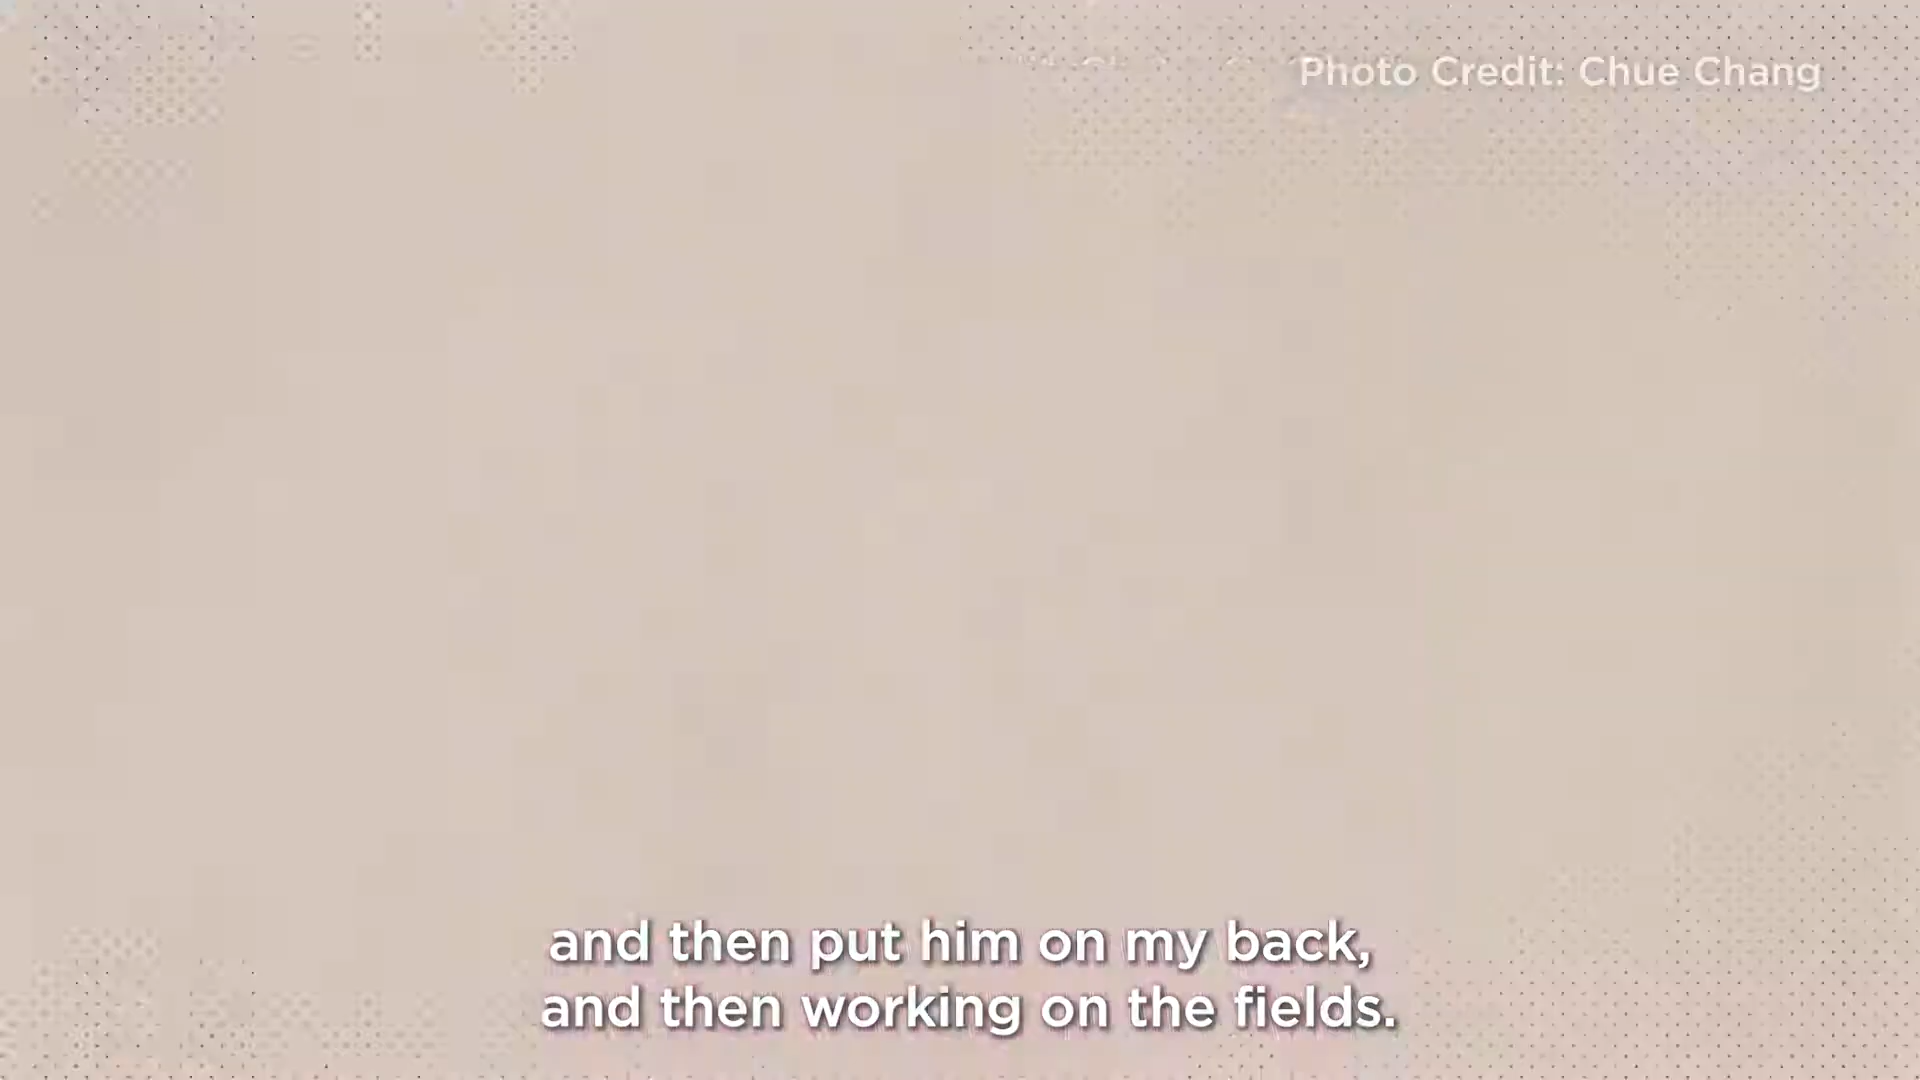 Photo Credit: Chue Chang
and then put him on my back,
and then working on the fields.